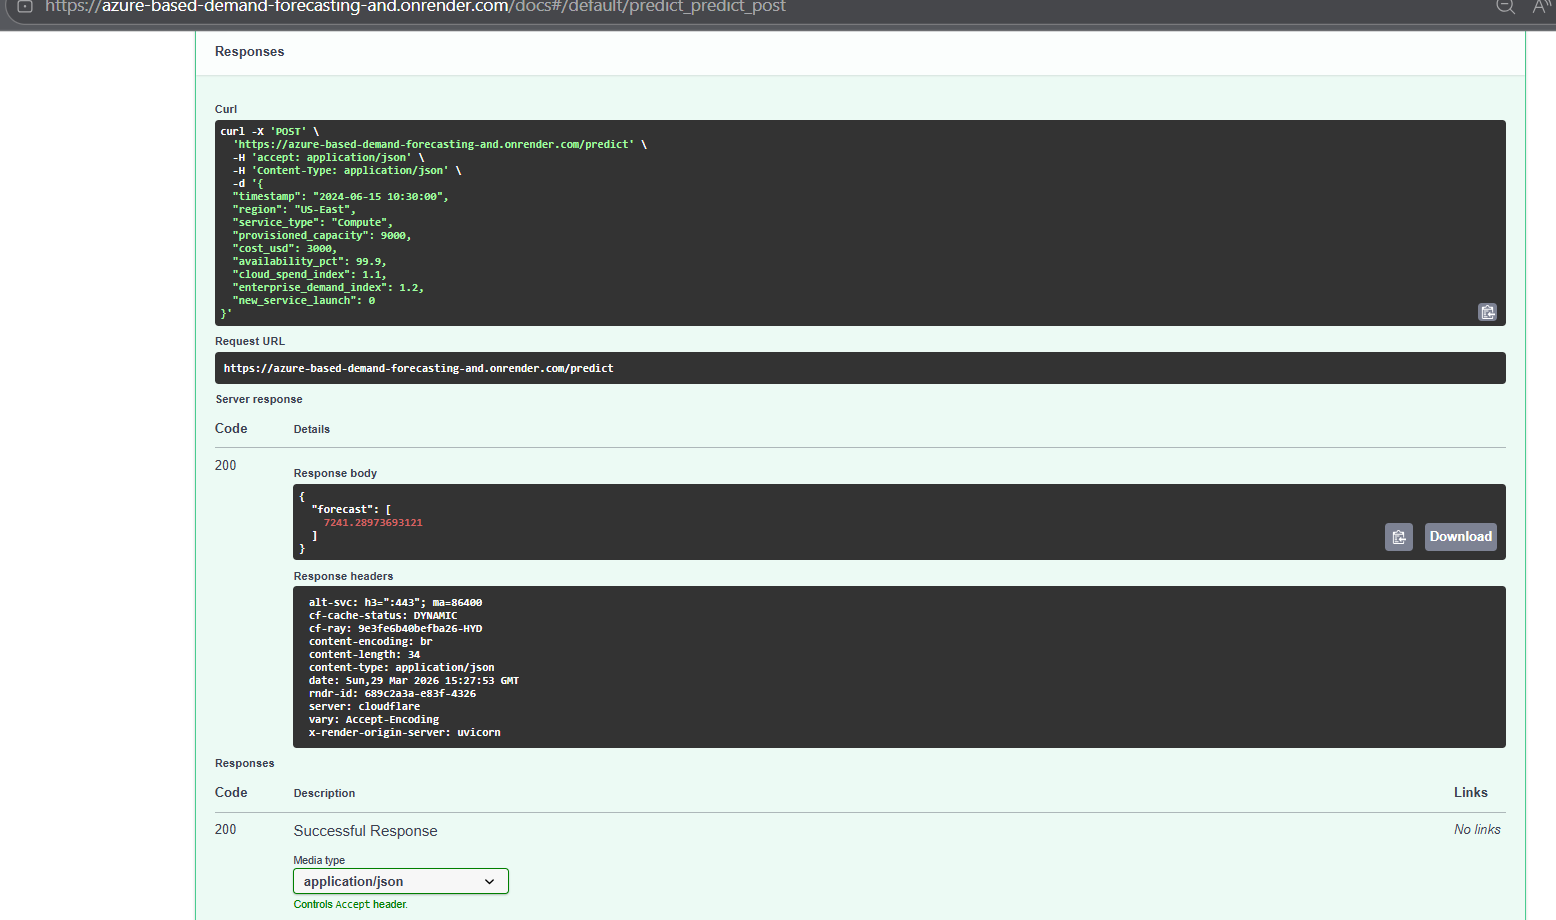 https://azure-based-demand-forecasting-and.onrender.com/docs#/default/predict_predict_post
Responses
Curl
curl -X 'POST' \
  'https://azure-based-demand-forecasting-and.onrender.com/predict' \
  -H 'accept: application/json' \
  -H 'Content-Type: application/json' \
  -d '{
  "timestamp": "2024-06-15 10:30:00",
  "region": "US-East",
  "service_type": "Compute",
  "provisioned_capacity": 9000,
  "cost_usd": 3000,
  "availability_pct": 99.9,
  "cloud_spend_index": 1.1,
  "enterprise_demand_index": 1.2,
  "new_service_launch": 0
}'
Request URL
https://azure-based-demand-forecasting-and.onrender.com/predict
Server response
Code Details
200
Response body
{
  "forecast": [
    7241.28973693121
  ]
}
Download
Response headers
alt-svc: h3=":443"; ma=86400
cf-cache-status: DYNAMIC
cf-ray: 9e3fe6b40befba26-HYD
content-encoding: br
content-length: 34
content-type: application/json
date: Sun,29 Mar 2026 15:27:53 GMT
rndr-id: 689c2a3a-e83f-4326
server: cloudflare
vary: Accept-Encoding
x-render-origin-server: uvicorn
Responses
Code Description Links
200 Successful Response No links
Media type
application/json
Controls Accept header.